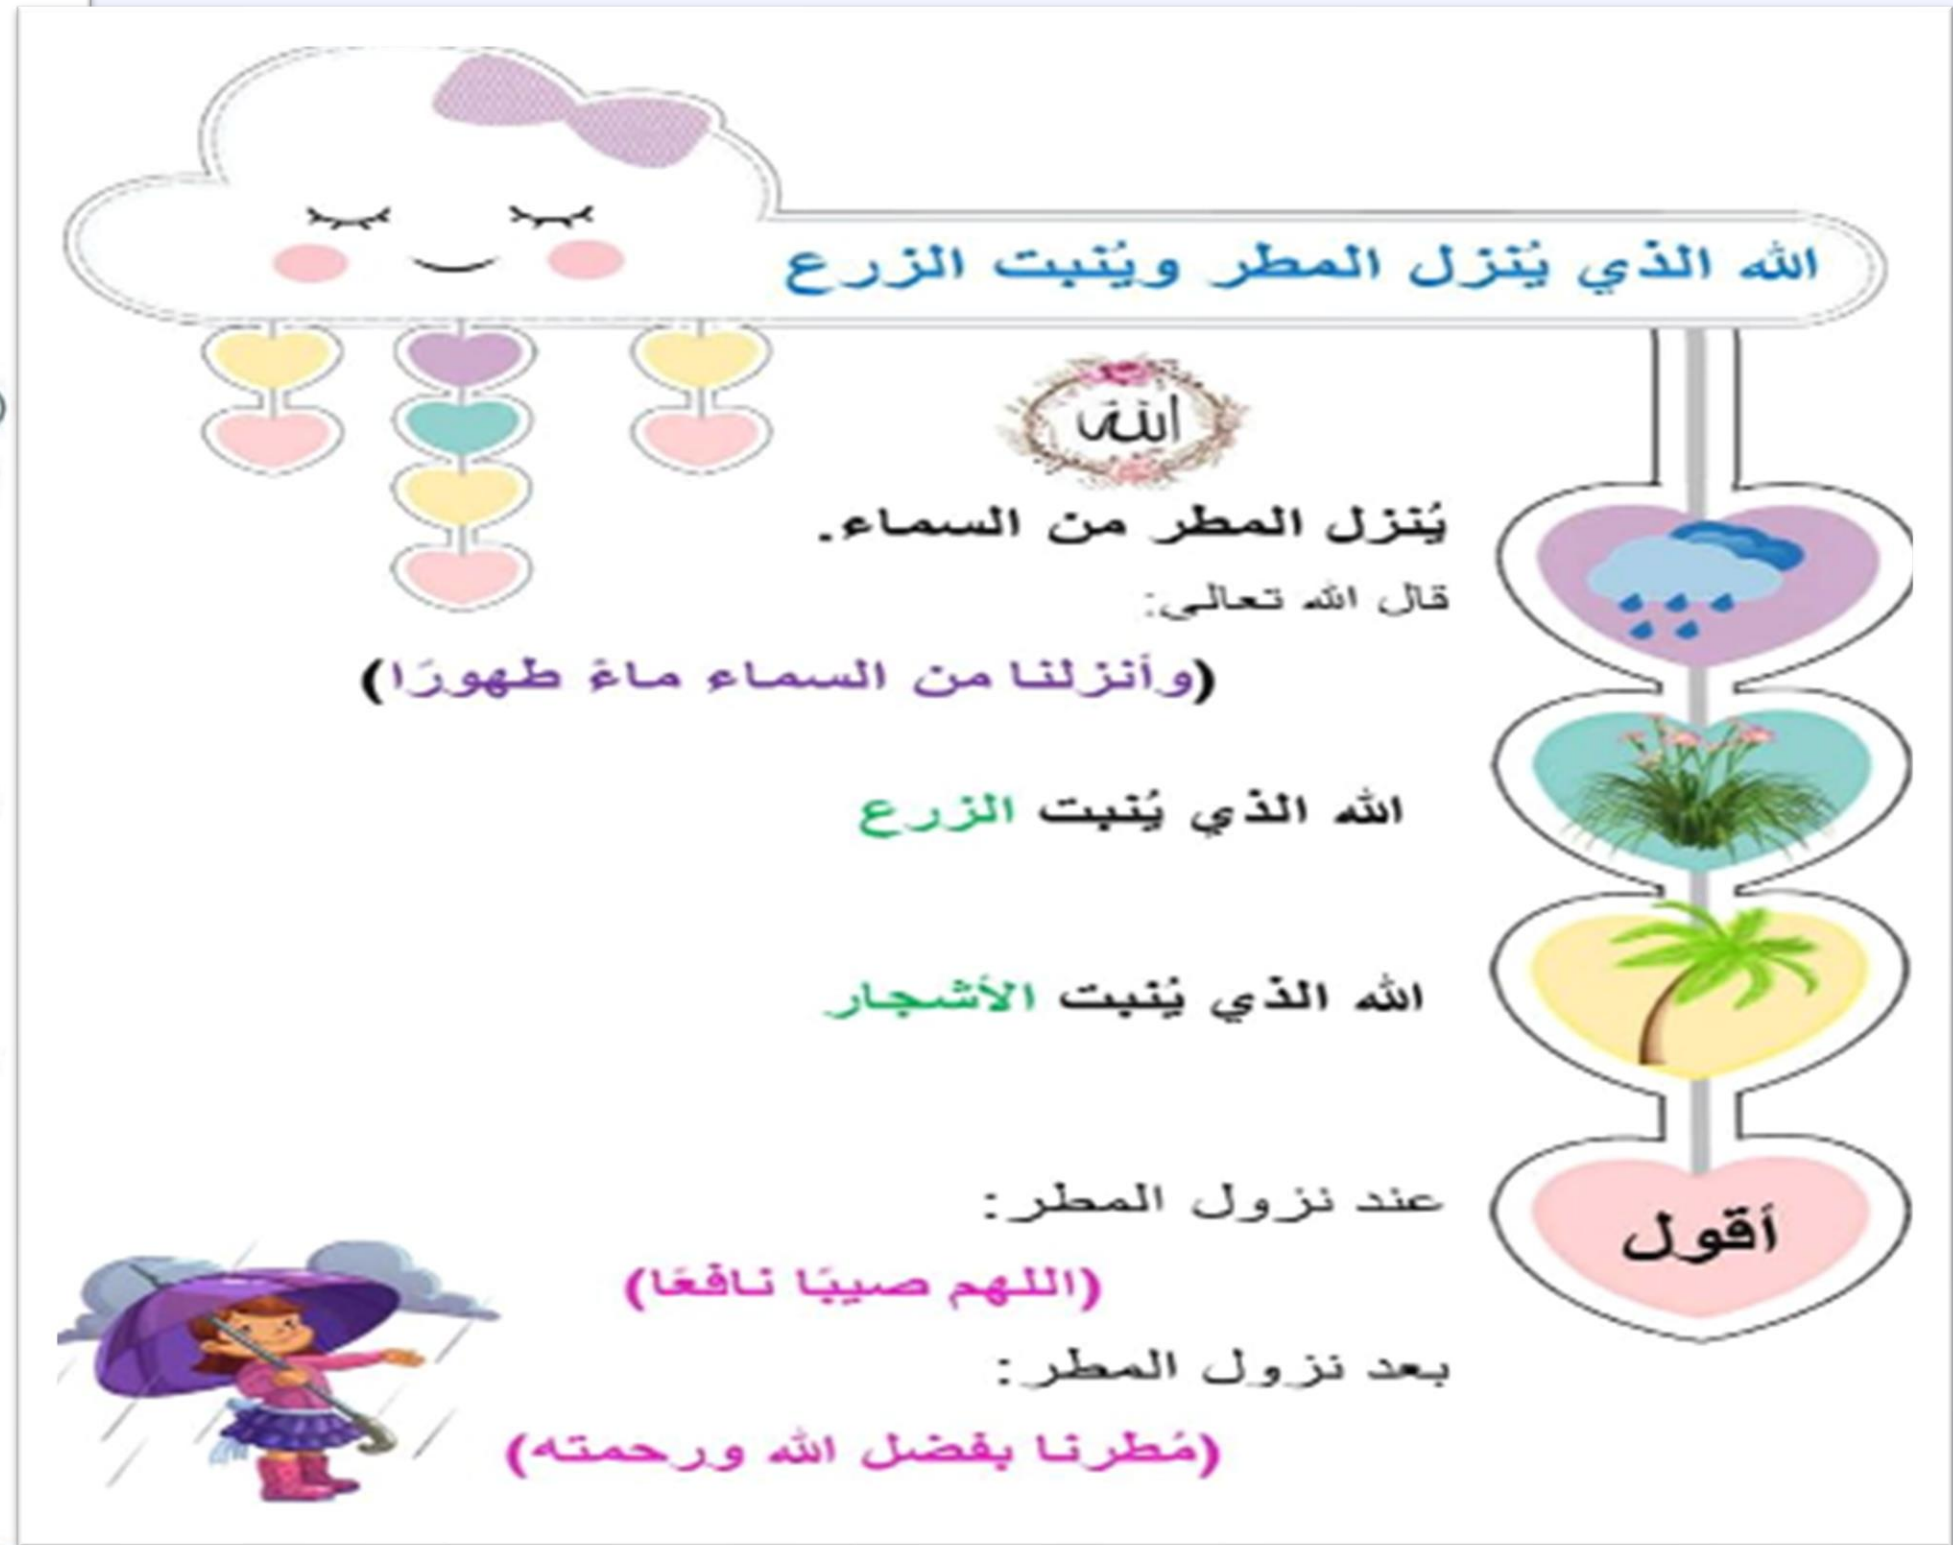 الله الذي يُنزل المطر ويُنبت الزرع
الله
يُنزل المطر من السماء.
قال الله تعالى:
(وأنزلنا من السماء ماءً طهورًا)
الله الذي يُنبت الزرع
الله الذي يُنبت الأشجار
أقول
عند نزول المطر:
(اللهم صيبًا نافعًا)
بعد نزول المطر:
(مُطرنا بفضل الله ورحمته)